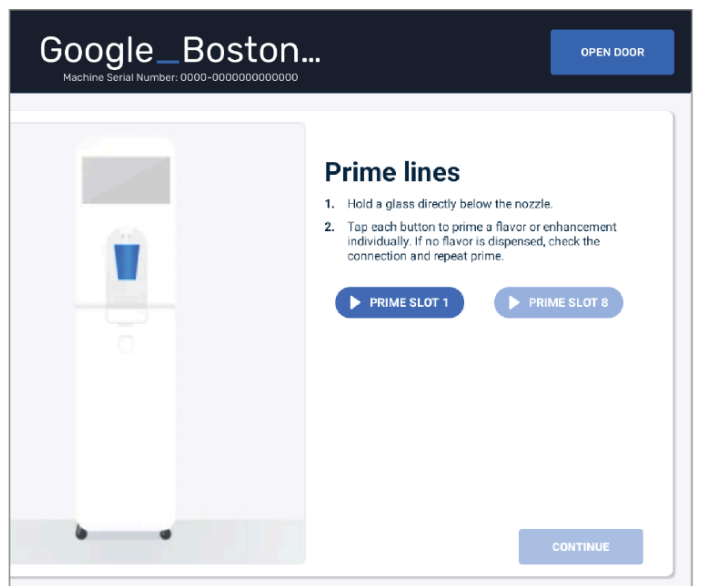 Google_Boston...
Machine Serial Number: 0000-0000000000000
OPEN DOOR
Prime lines
1. Hold a glass directly below the nozzle.
2. Tap each button to prime a flavor or enhancement
individually. If no flavor is dispensed, check the
connection and repeat prime.
PRIME SLOT 1
PRIME SLOT 8
CONTINUE